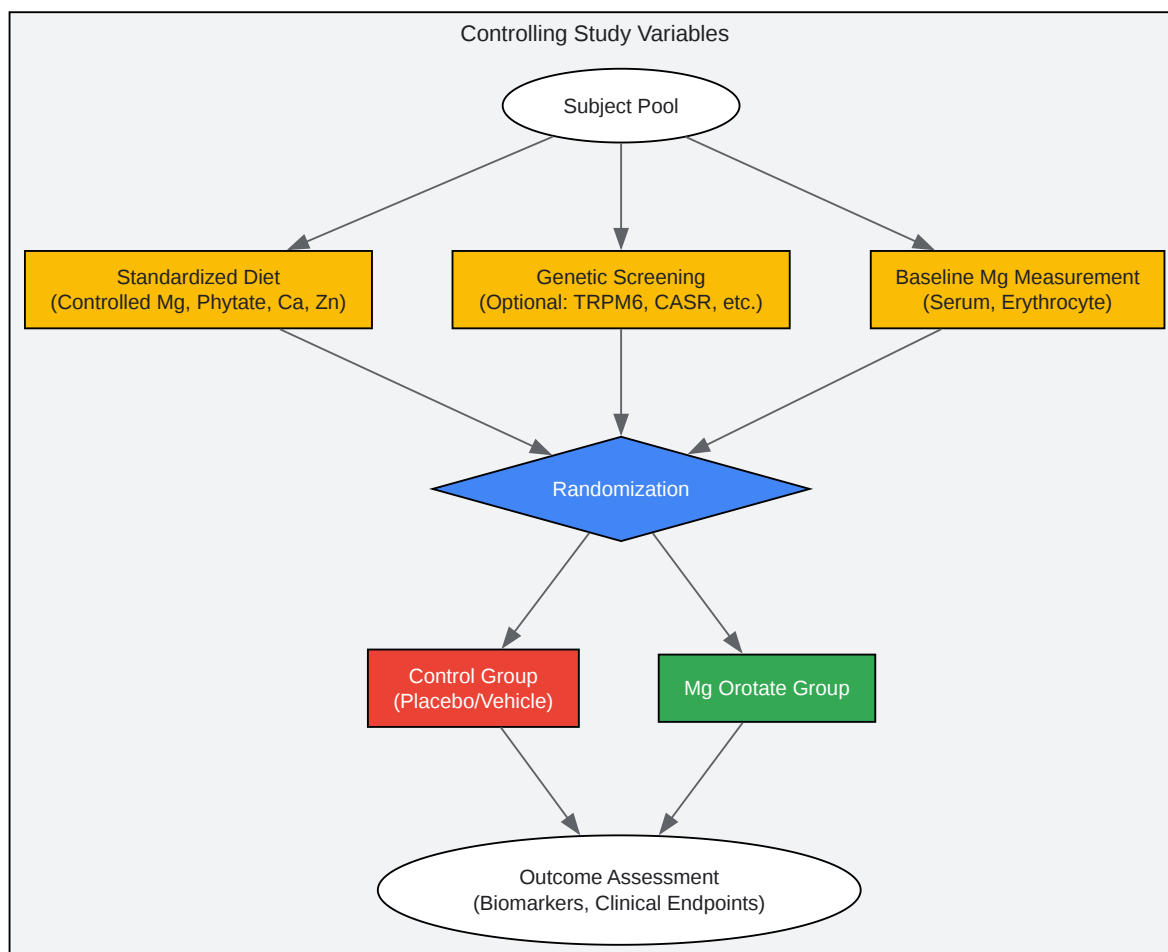 Controlling Study Variables
Subject Pool
Standardized Diet
(Controlled Mg, Phytate, Ca, Zn)
Genetic Screening
(Optional: TRPM6, CASR, etc.)
Baseline Mg Measurement
(Serum, Erythrocyte)
Randomization
Control Group
(Placebo/Vehicle)
Mg Orotate Group
Outcome Assessment
(Biomarkers, Clinical Endpoints)